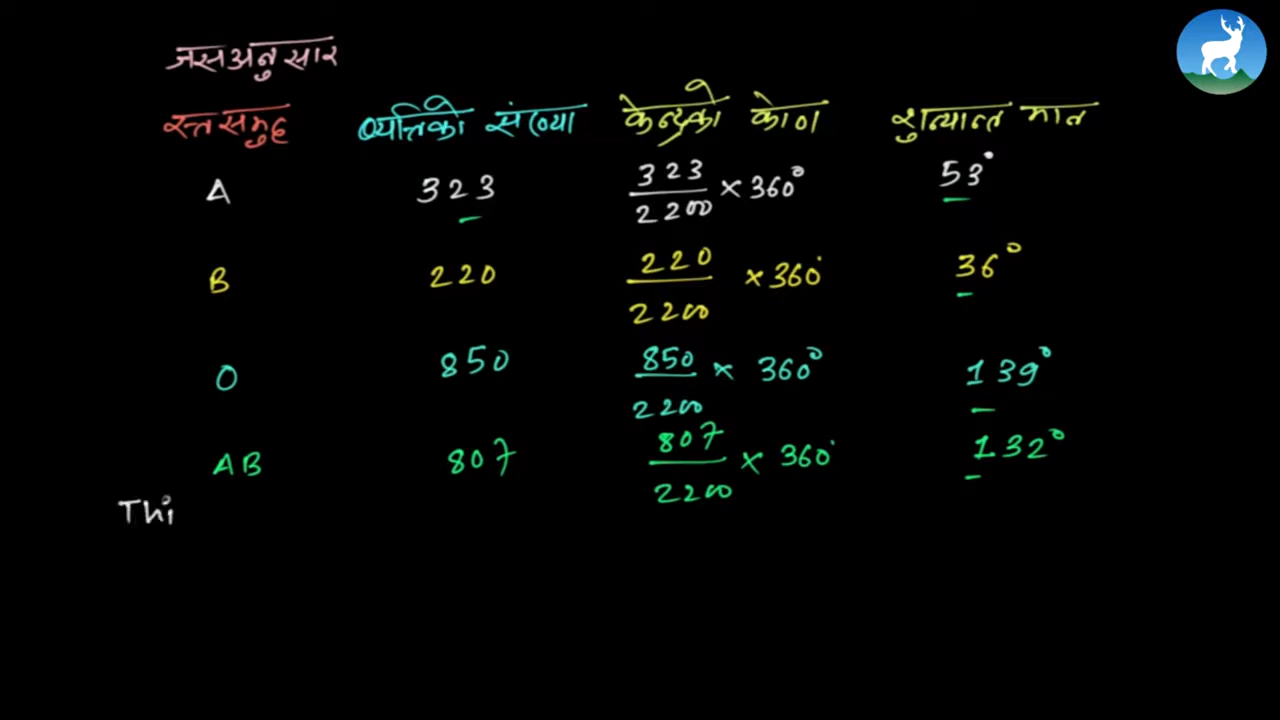 जसअनुसार
रक्त समुह व्यक्तिको संख्या केन्द्रको कोण शुन्यान्त मान
A 323 323/2200 × 360° 53°
B 220 220/2200 × 360° 36°
O 850 850/2200 × 360° 139°
AB 807 807/2200 × 360° 132°
Thi